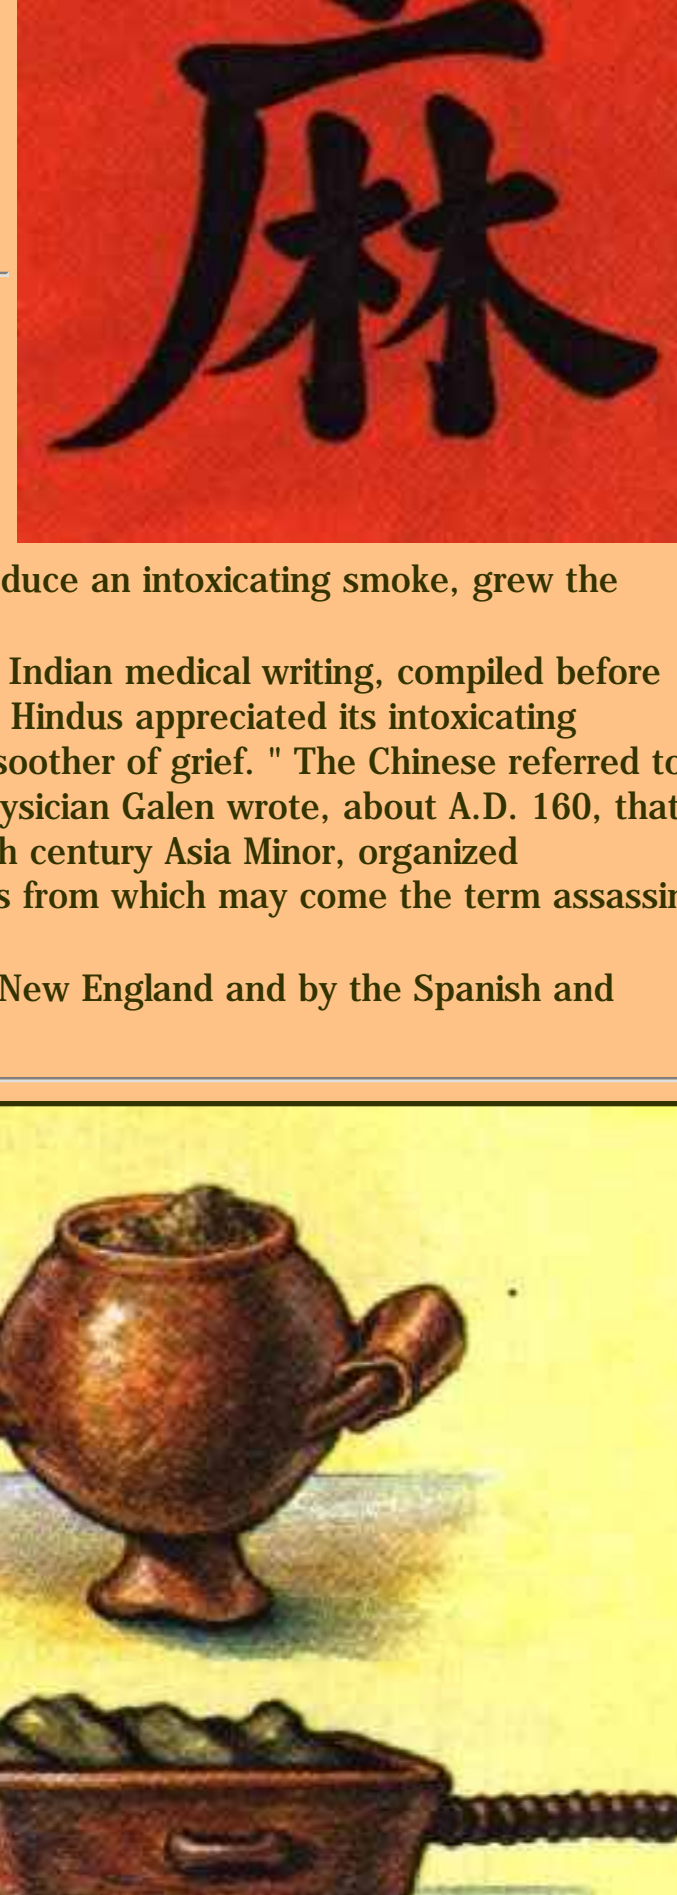 麻
duce an intoxicating smoke, grew the
Indian medical writing, compiled before
Hindus appreciated its intoxicating
soother of grief. " The Chinese referred to
ysician Galen wrote, about A.D. 160, that
h century Asia Minor, organized
s from which may come the term assassin
New England and by the Spanish and